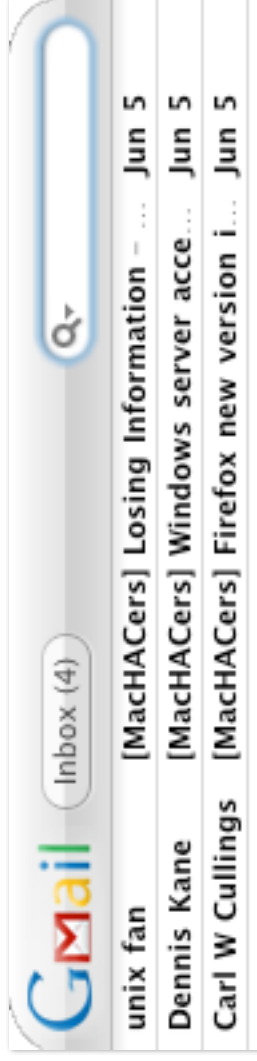 Gmail Inbox (4)
unix fan [MacHACers] Losing Information - ... Jun 5
Dennis Kane [MacHACers] Windows server acce... Jun 5
Carl W Cullings [MacHACers] Firefox new version i... Jun 5